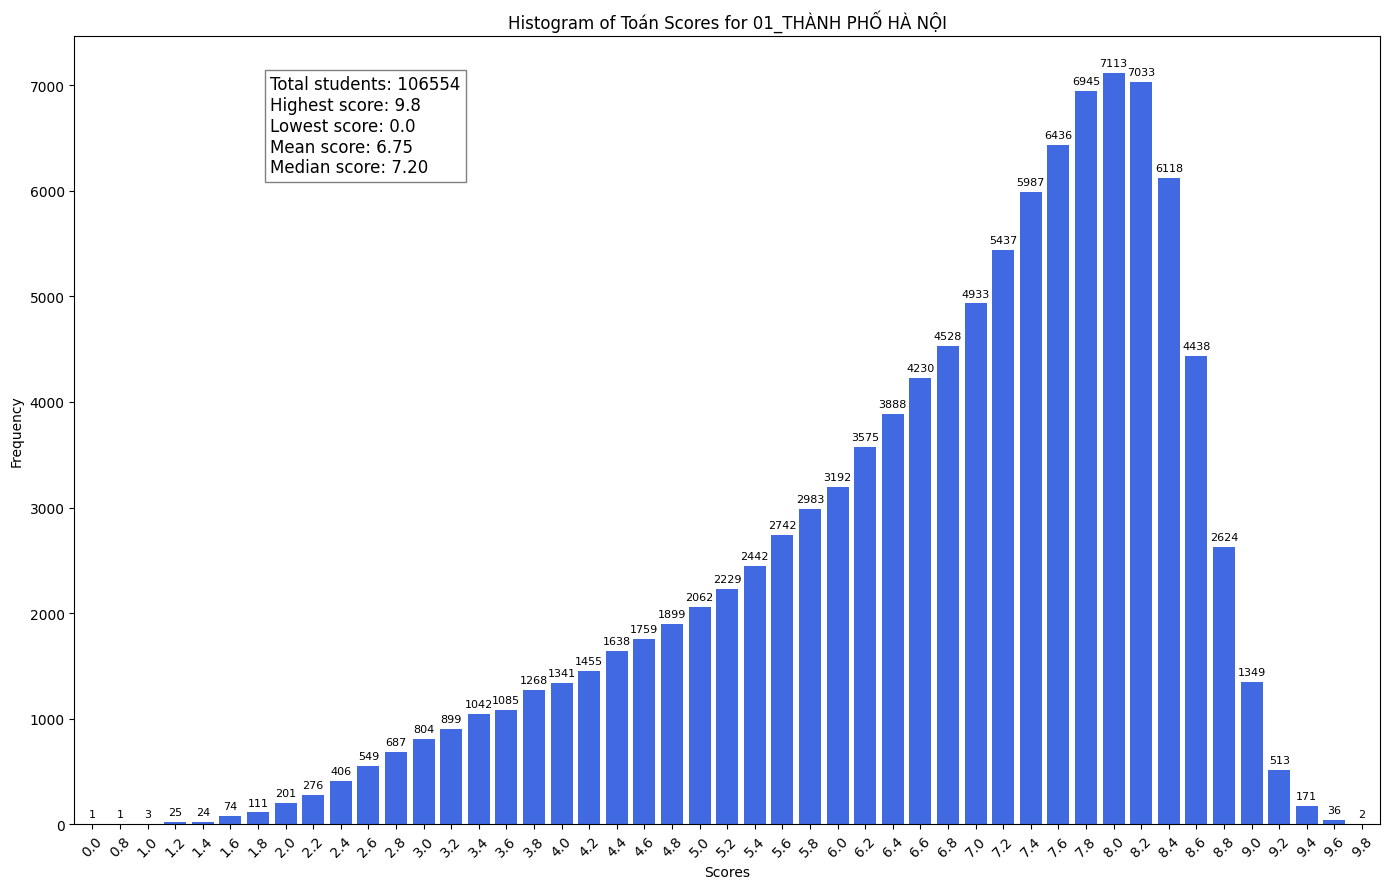 Histogram of Toán Scores for 01_THÀNH PHỐ HÀ NỘI
Total students: 106554
Highest score: 9.8
Lowest score: 0.0
Mean score: 6.75
Median score: 7.20
Frequency
7000
6000
5000
4000
3000
2000
1000
0
1 1 3 25 24 74 111 201 276 406 549 687 804 899 1042 1085 1268 1341 1455 1638 1759 1899 2062 2229 2442 2742 2983 3192 3575 3888 4230 4528 4933 5437 5987 6436 6945 7113 7033 6118 4438 2624 1349 513 171 36 2
0.0 0.8 1.0 1.2 1.4 1.6 1.8 2.0 2.2 2.4 2.6 2.8 3.0 3.2 3.4 3.6 3.8 4.0 4.2 4.4 4.6 4.8 5.0 5.2 5.4 5.6 5.8 6.0 6.2 6.4 6.6 6.8 7.0 7.2 7.4 7.6 7.8 8.0 8.2 8.4 8.6 8.8 9.0 9.2 9.4 9.6 9.8
Scores